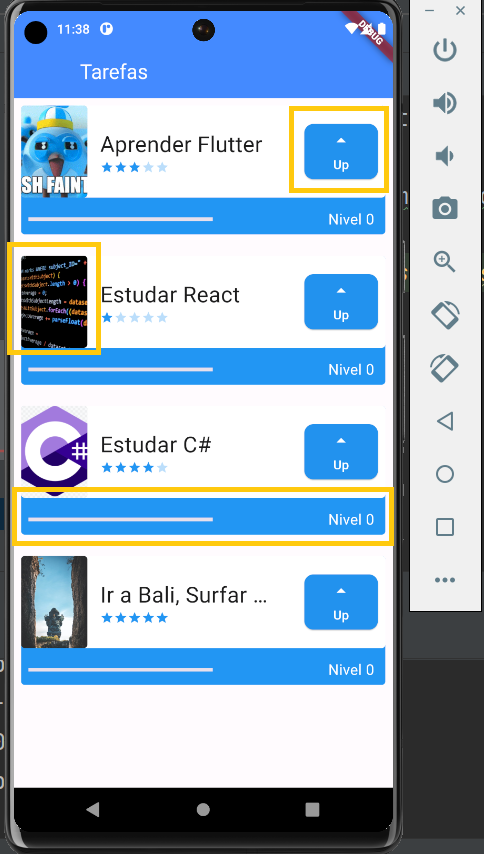 11:38
DEBUG
Tarefas
SH FAINT
Aprender Flutter
Up
Nivel 0
Estudar React
Up
Nivel 0
C#
Estudar C#
Up
Nivel 0
Ir a Bali, Surfar ...
Up
Nivel 0